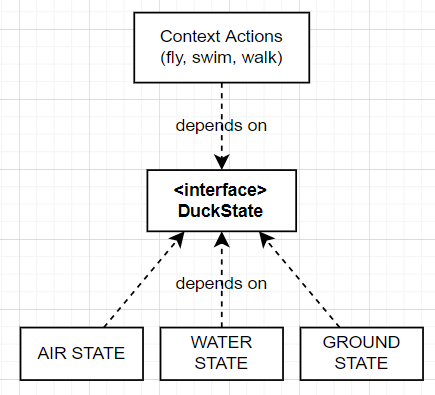 Context Actions
(fly, swim, walk)
depends on
<interface>
DuckState
depends on
AIR STATE
WATER
STATE
GROUND
STATE